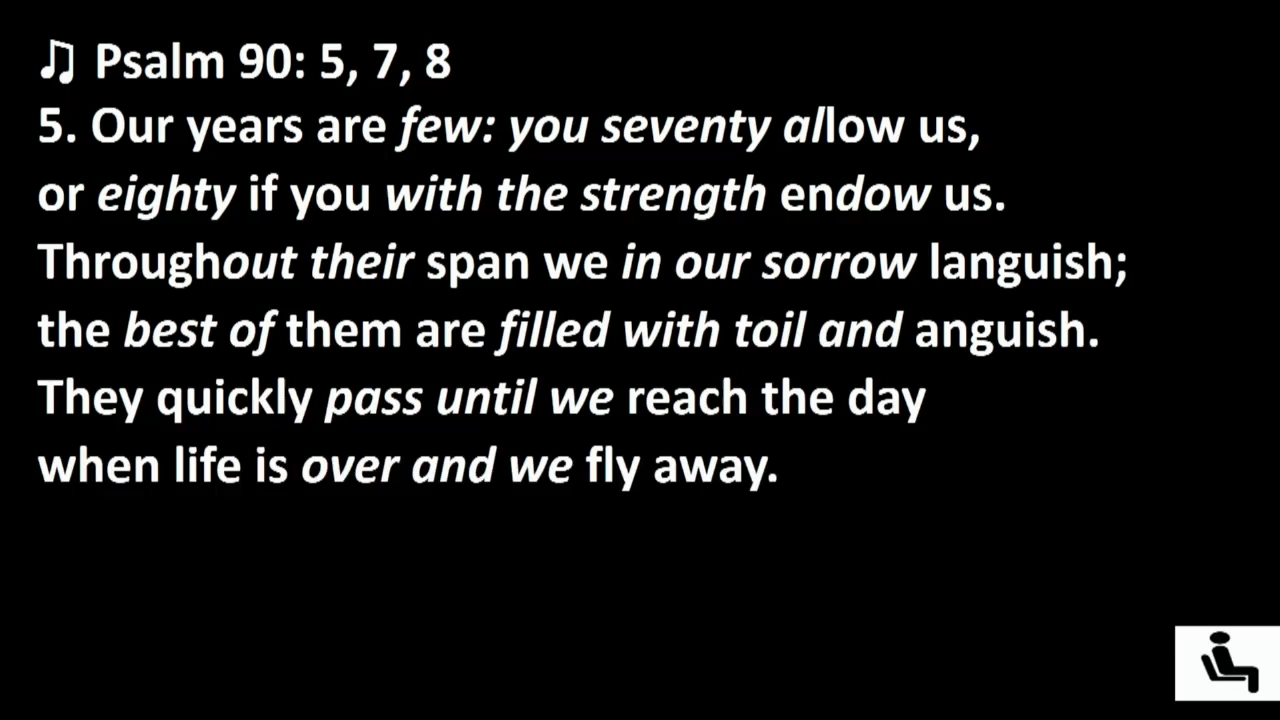 ♫ Psalm 90: 5, 7, 8
5. Our years are few: you seventy allow us,
or eighty if you with the strength endow us.
Throughout their span we in our sorrow languish;
the best of them are filled with toil and anguish.
They quickly pass until we reach the day
when life is over and we fly away.